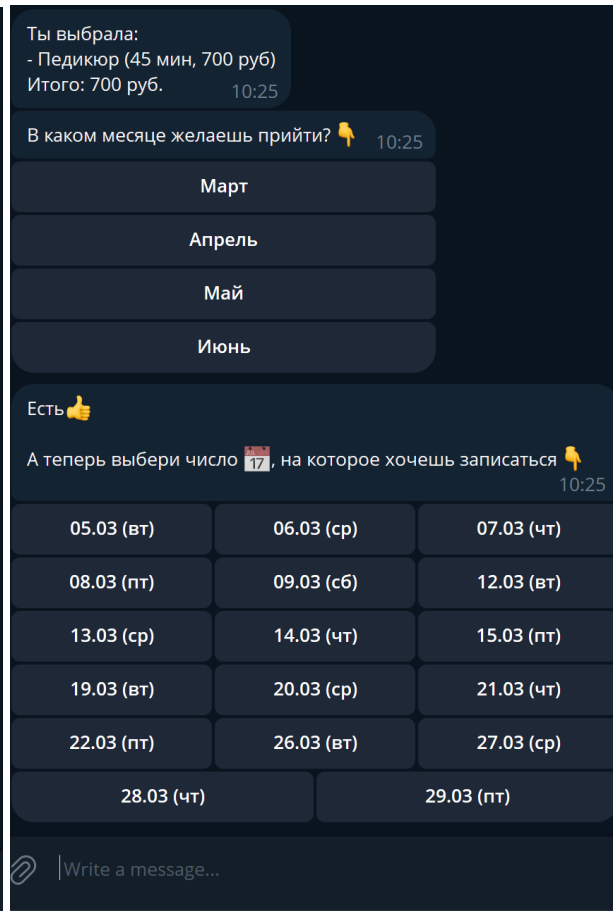 Ты выбрала:
- Педикюр (45 мин, 700 руб)
Итого: 700 руб.
10:25
В каком месяце желаешь прийти? 👇
10:25
Март
Апрель
Май
Июнь
Есть👍
А теперь выбери число 📅17, на которое хочешь записаться 👇
10:25
05.03 (вт) 06.03 (ср) 07.03 (чт)
08.03 (пт) 09.03 (сб) 12.03 (вт)
13.03 (ср) 14.03 (чт) 15.03 (пт)
19.03 (вт) 20.03 (ср) 21.03 (чт)
22.03 (пт) 26.03 (вт) 27.03 (ср)
28.03 (чт) 29.03 (пт)
Write a message...